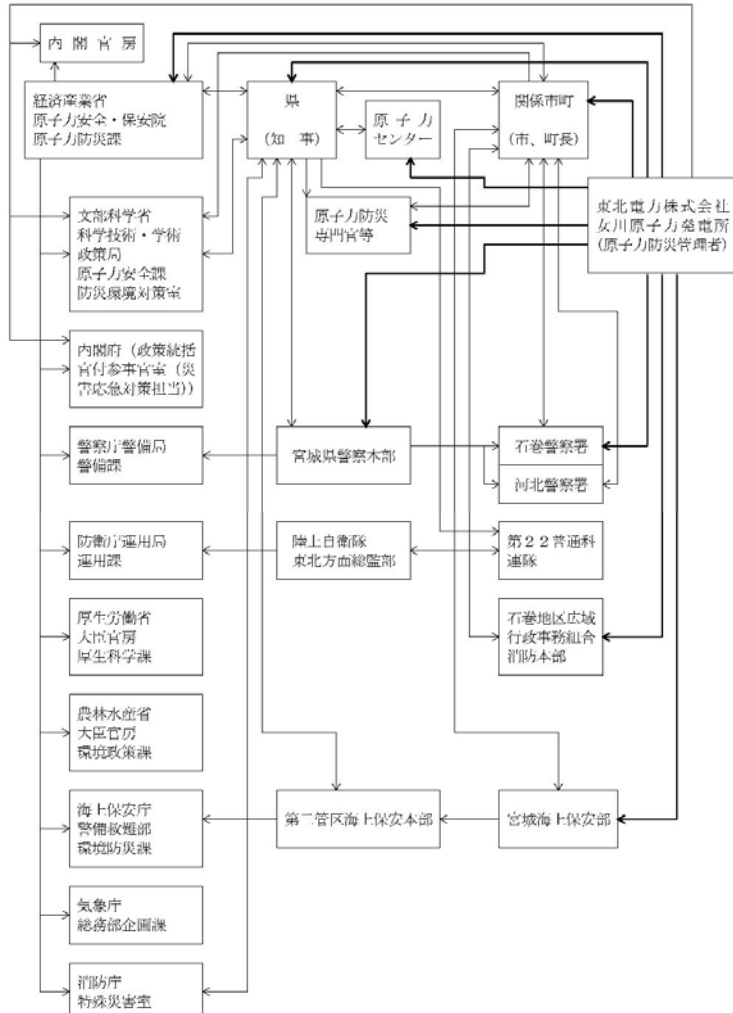 内閣官房
経済産業省
原子力安全・保安院
原子力防災課
県
(知 事)
原子力
センター
関係市町
(市、町長)
東北電力株式会社
女川原子力発電所
(原子力防災管理者)
文部科学省
科学技術・学術
政策局
原子力安全課
防災環境対策室
原子力防災
専門官等
内閣府（政策統括
官付参事官室（災
害応急対策担当））
警察庁警備局
警備課
宮城県警察本部
石巻警察署
河北警察署
防衛庁運用局
運用課
陸上自衛隊
東北方面総監部
第２２普通科
連隊
厚生労働省
大臣官房
厚生科学課
石巻地区広域
行政事務組合
消防本部
農林水産省
大臣官房
環境政策課
海上保安庁
警備救難部
環境防災課
第二管区海上保安本部
宮城海上保安部
気象庁
総務部企画課
消防庁
特殊災害室